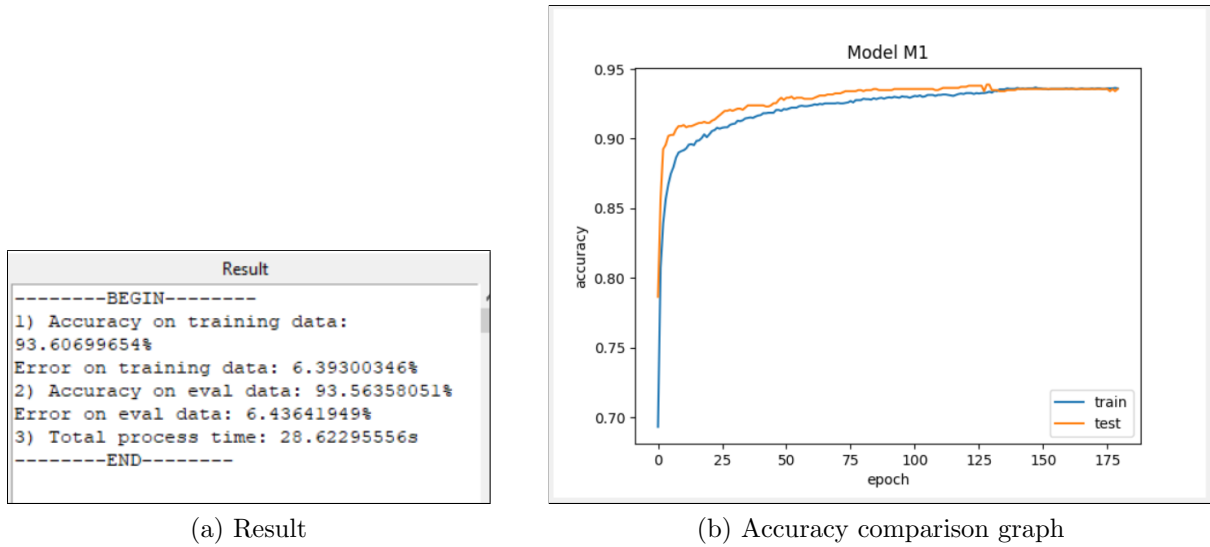 Result
--------BEGIN--------
1) Accuracy on training data:
93.60699654%
Error on training data: 6.39300346%
2) Accuracy on eval data: 93.56358051%
Error on eval data: 6.43641949%
3) Total process time: 28.62295556s
--------END--------
(a) Result
Model M1
accuracy
0.95
0.90
0.85
0.80
0.75
0.70
train
test
0 25 50 75 100 125 150 175
epoch
(b) Accuracy comparison graph